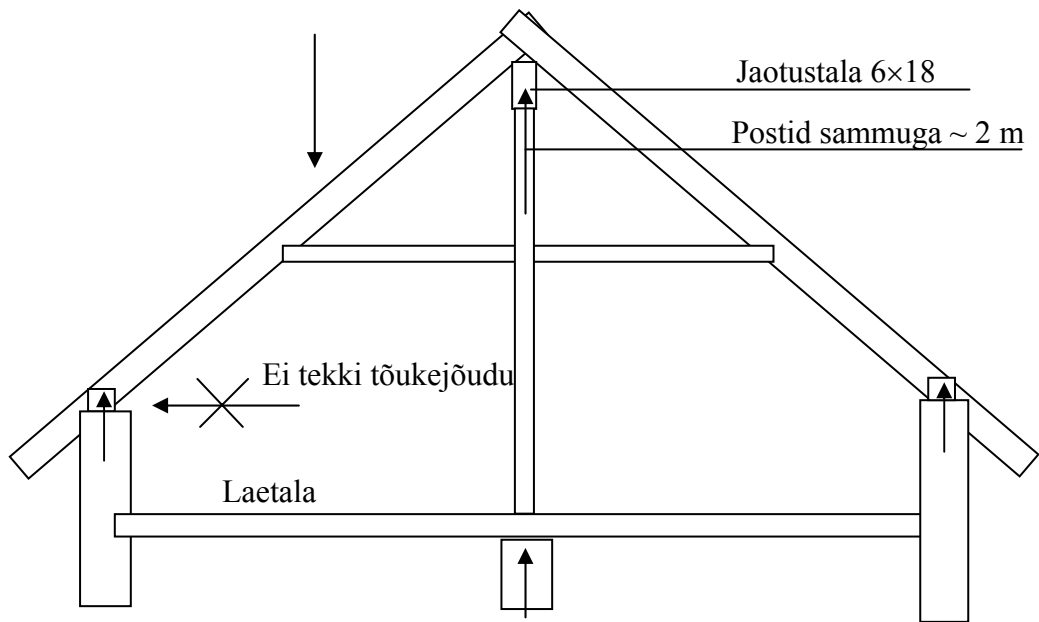 Jaotustala 6×18
Postid sammuga ~ 2 m
Ei tekki tõukejõudu
Laetala